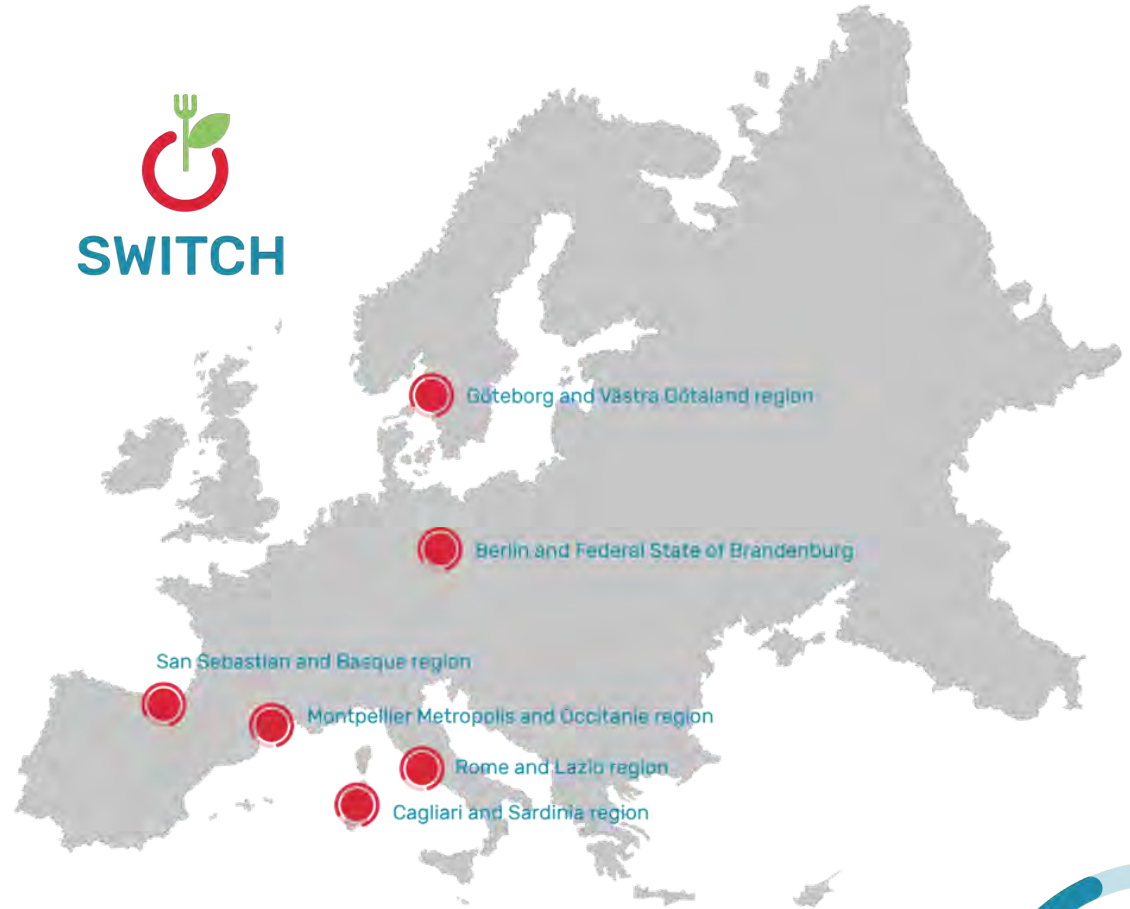 SWITCH
Göteborg and Västra Götaland region
Berlin and Federal State of Brandenburg
San Sebastian and Basque region
Montpellier Metropolis and Occitanie region
Rome and Lazio region
Cagliari and Sardinia region